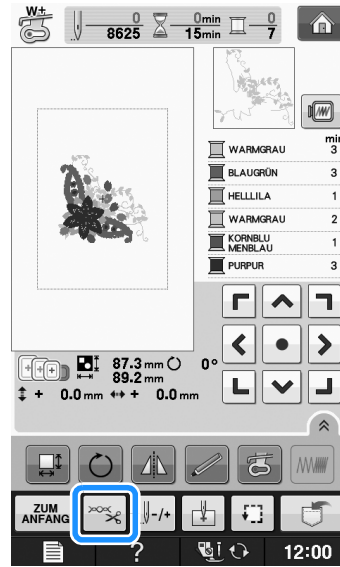 W+
0
8625
0min
15min
0
7
min
WARMGRAU 3
BLAUGRÜN 3
HELLLILA 1
WARMGRAU 2
KORNBLU
MENBLAU 1
PURPUR 3
87.3 mm 0°
89.2 mm
+ 0.0 mm + 0.0 mm
ZUM
ANFANG
-/+
? 12:00